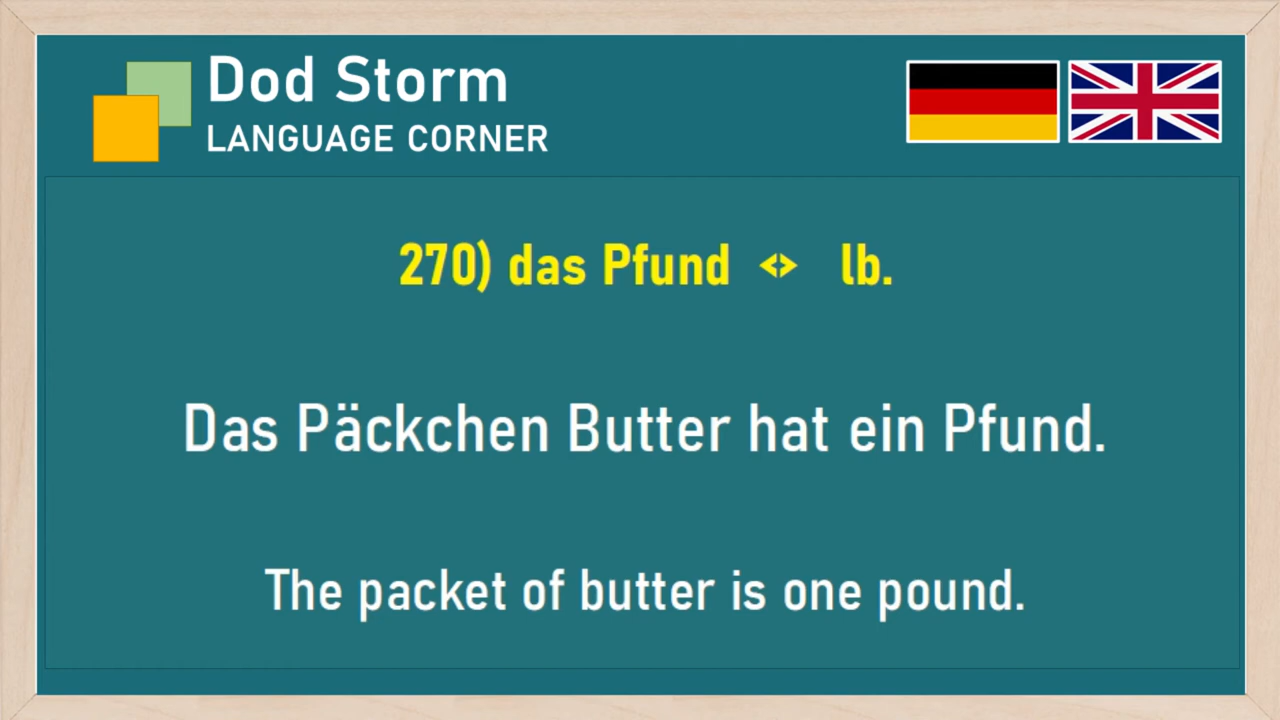 Dod Storm
LANGUAGE CORNER
270) das Pfund <> lb.
Das Päckchen Butter hat ein Pfund.
The packet of butter is one pound.